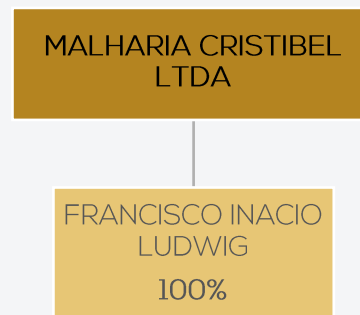 MALHARIA CRISTIBEL
LTDA
FRANCISCO INACIO
LUDWIG
100%